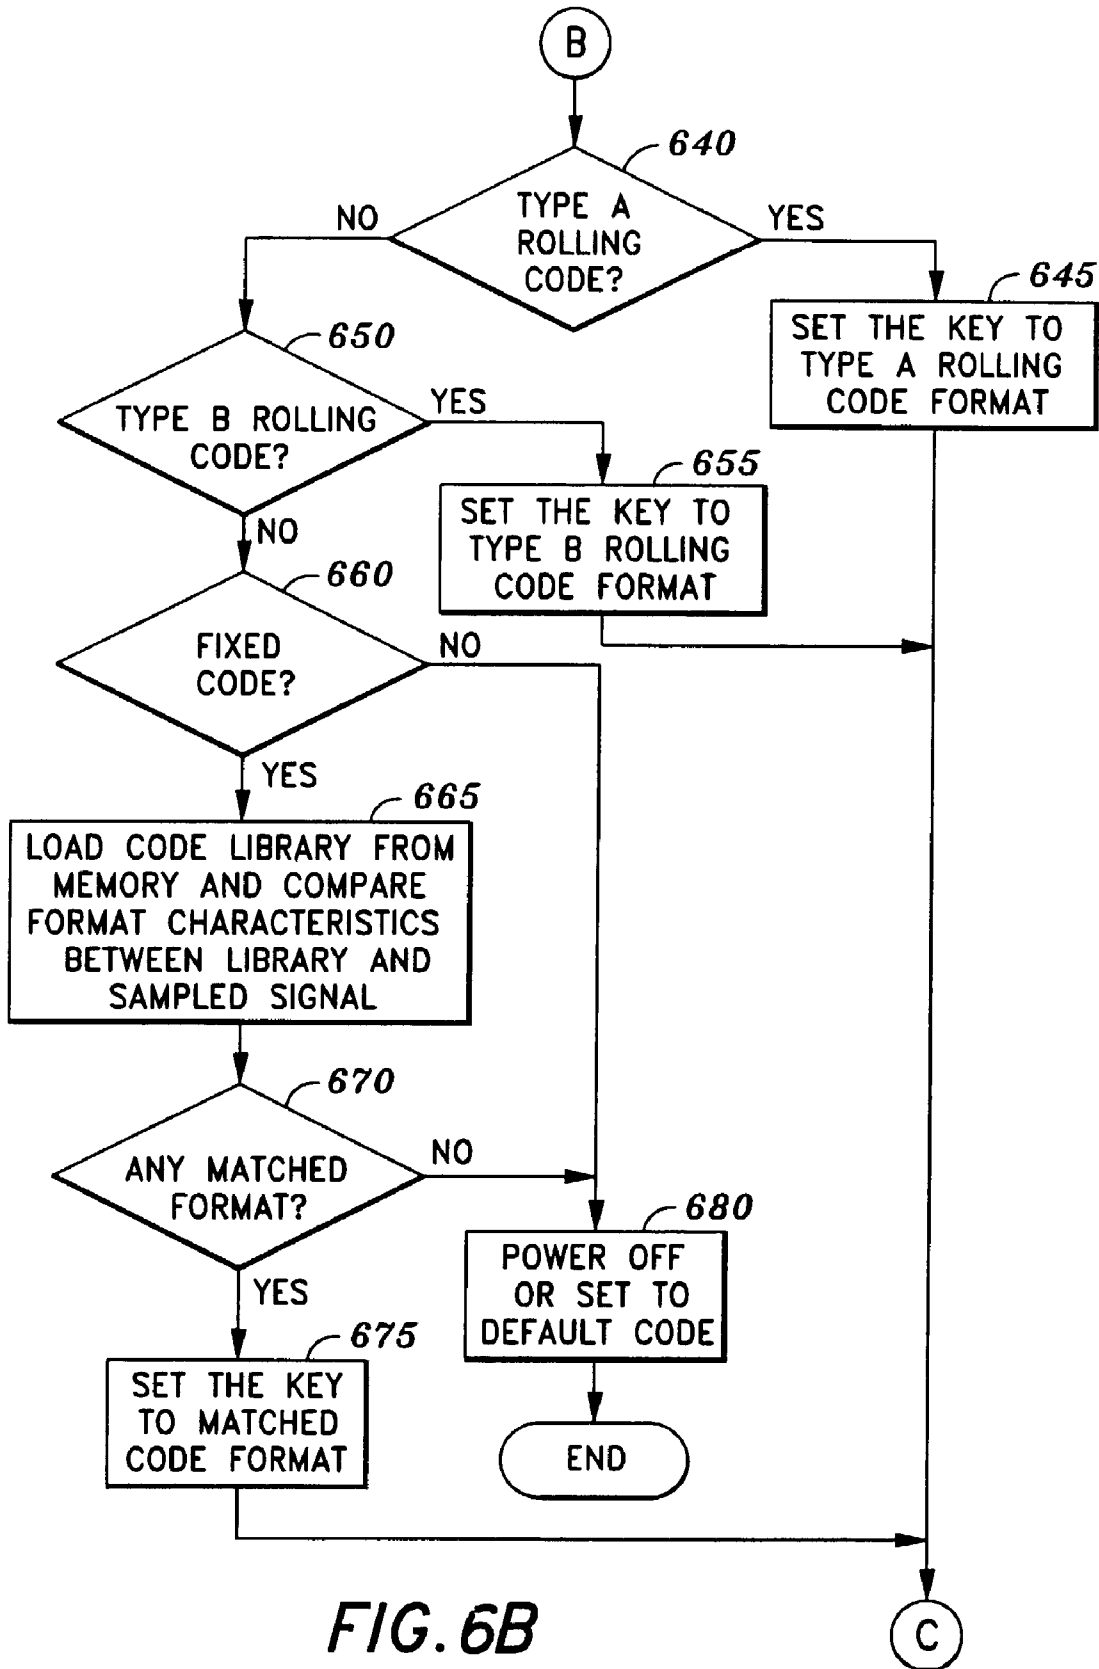 B
640
TYPE A
ROLLING
CODE?
NO
YES
645
SET THE KEY TO
TYPE A ROLLING
CODE FORMAT
650
TYPE B ROLLING
CODE?
YES
NO
655
SET THE KEY TO
TYPE B ROLLING
CODE FORMAT
660
FIXED
CODE?
NO
YES
665
LOAD CODE LIBRARY FROM
MEMORY AND COMPARE
FORMAT CHARACTERISTICS
BETWEEN LIBRARY AND
SAMPLED SIGNAL
670
ANY MATCHED
FORMAT?
NO
YES
680
POWER OFF
OR SET TO
DEFAULT CODE
675
SET THE KEY
TO MATCHED
CODE FORMAT
END
C
FIG. 6B